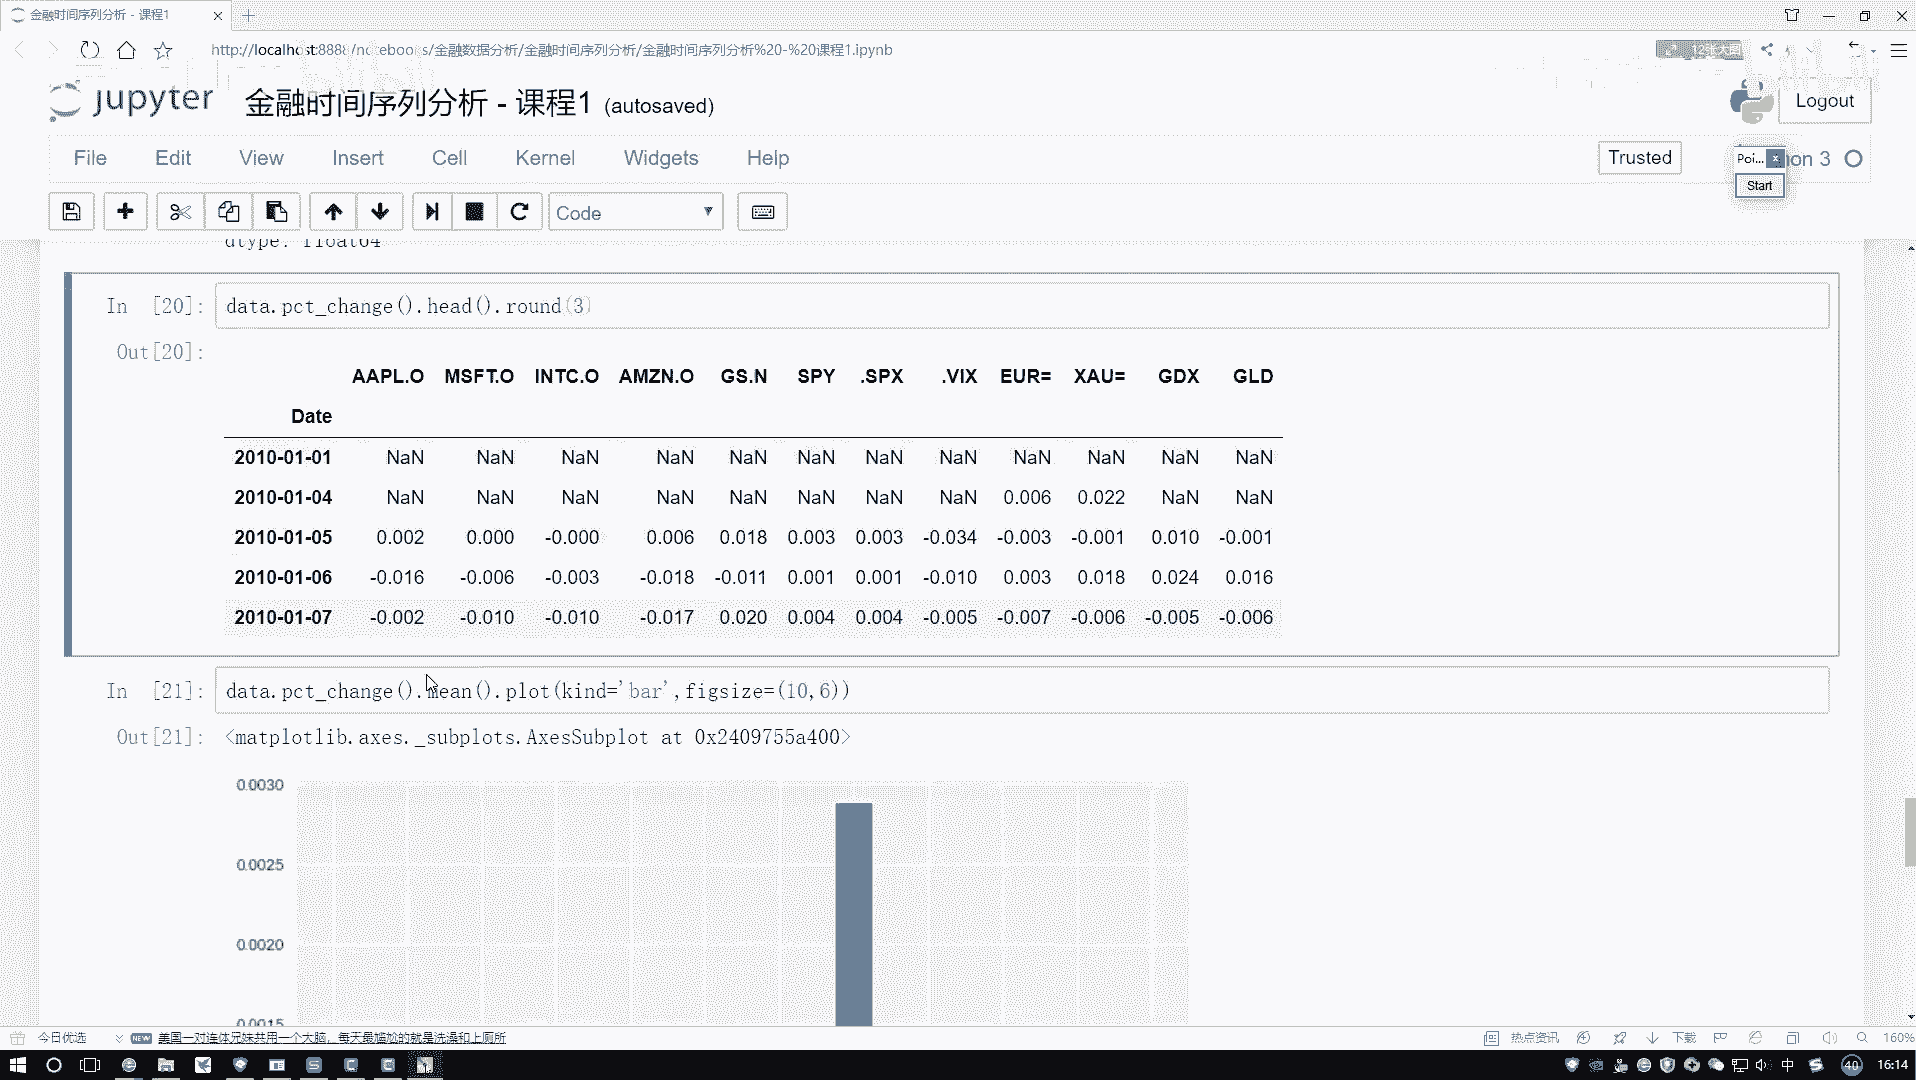 金融时间序列分析 - 课程1
http://localhost:8888/notebooks/金融数据分析/金融时间序列分析/金融时间序列分析%20-%20课程1.ipynb
12张大图
jupyter 金融时间序列分析 - 课程1 (autosaved)
Logout
File Edit View Insert Cell Kernel Widgets Help
Trusted
Poi...
hon 3
Start
Code
dtype: float64
In [20]: data.pct_change().head().round(3)
Out[20]:
AAPL.O MSFT.O INTC.O AMZN.O GS.N SPY .SPX .VIX EUR= XAU= GDX GLD
Date
2010-01-01 NaN NaN NaN NaN NaN NaN NaN NaN NaN NaN NaN NaN
2010-01-04 NaN NaN NaN NaN NaN NaN NaN NaN 0.006 0.022 NaN NaN
2010-01-05 0.002 0.000 -0.000 0.006 0.018 0.003 0.003 -0.034 -0.003 -0.001 0.010 -0.001
2010-01-06 -0.016 -0.006 -0.003 -0.018 -0.011 0.001 0.001 -0.010 0.003 0.018 0.024 0.016
2010-01-07 -0.002 -0.010 -0.010 -0.017 0.020 0.004 0.004 -0.005 -0.007 -0.006 -0.005 -0.006
In [21]: data.pct_change().mean().plot(kind='bar',figsize=(10,6))
Out[21]: <matplotlib.axes._subplots.AxesSubplot at 0x2409755a400>
0.0030
0.0025
0.0020
0.0015
今日优选
NEW 美国一对连体兄妹共用一个大脑，每天最尴尬的就是洗澡和上厕所
热点资讯
下载
160%
中
40
16:14